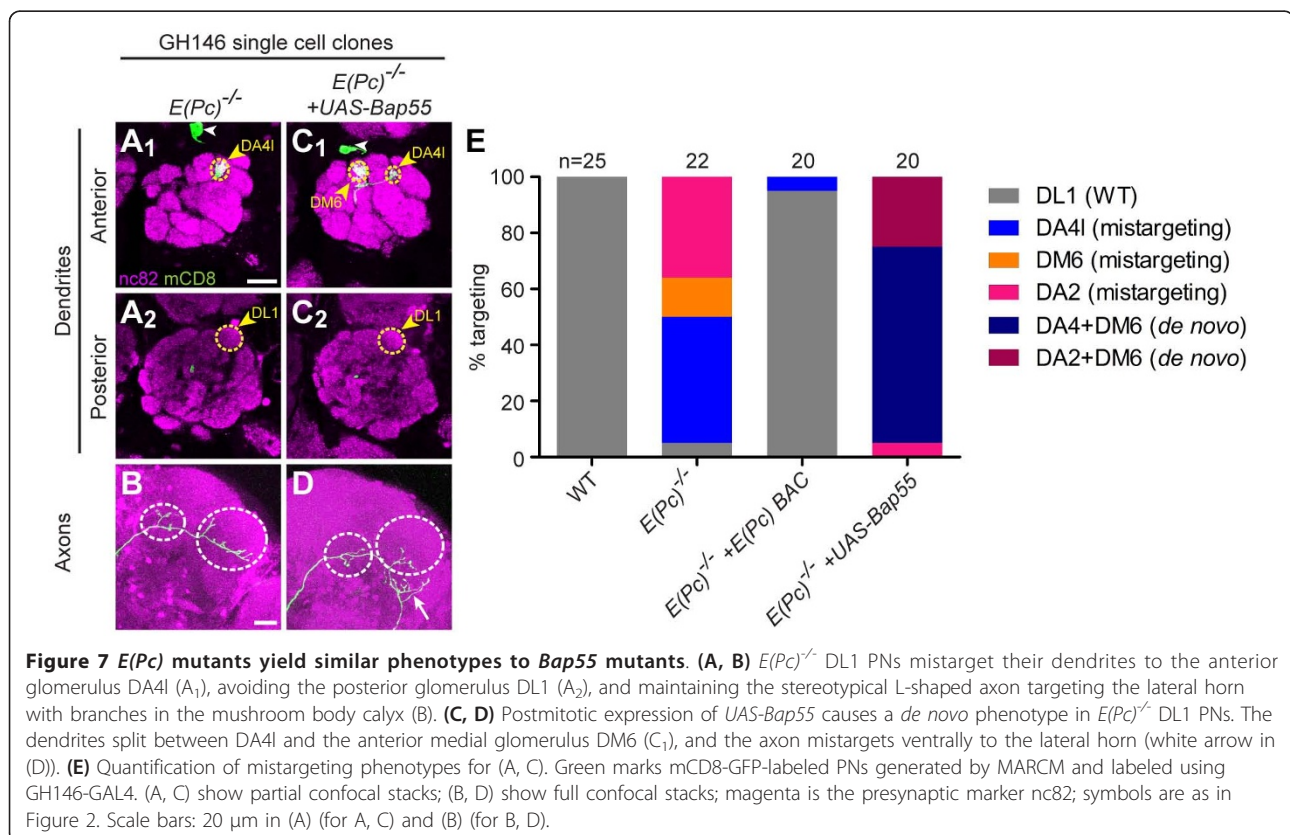 GH146 single cell clones
E(Pc)-/-
E(Pc)-/-
+UAS-Bap55
Dendrites
Anterior
Posterior
Axons
A1
DA4l
nc82 mCD8
C1
DA4l
DM6
A2
DL1
C2
DL1
B
D
E
n=25
22
20
20
% targeting
100
80
60
40
20
0
WT
E(Pc)-/-
E(Pc)-/- +E(Pc) BAC
E(Pc)-/- +UAS-Bap55
DL1 (WT)
DA4l (mistargeting)
DM6 (mistargeting)
DA2 (mistargeting)
DA4+DM6 (de novo)
DA2+DM6 (de novo)
Figure 7 E(Pc) mutants yield similar phenotypes to Bap55 mutants. (A, B) E(Pc)-/- DL1 PNs mistarget their dendrites to the anterior
glomerulus DA4l (A1), avoiding the posterior glomerulus DL1 (A2), and maintaining the stereotypical L-shaped axon targeting the lateral horn
with branches in the mushroom body calyx (B). (C, D) Postmitotic expression of UAS-Bap55 causes a de novo phenotype in E(Pc)-/- DL1 PNs. The
dendrites split between DA4l and the anterior medial glomerulus DM6 (C1), and the axon mistargets ventrally to the lateral horn (white arrow in
(D)). (E) Quantification of mistargeting phenotypes for (A, C). Green marks mCD8-GFP-labeled PNs generated by MARCM and labeled using
GH146-GAL4. (A, C) show partial confocal stacks; (B, D) show full confocal stacks; magenta is the presynaptic marker nc82; symbols are as in
Figure 2. Scale bars: 20 μm in (A) (for A, C) and (B) (for B, D).